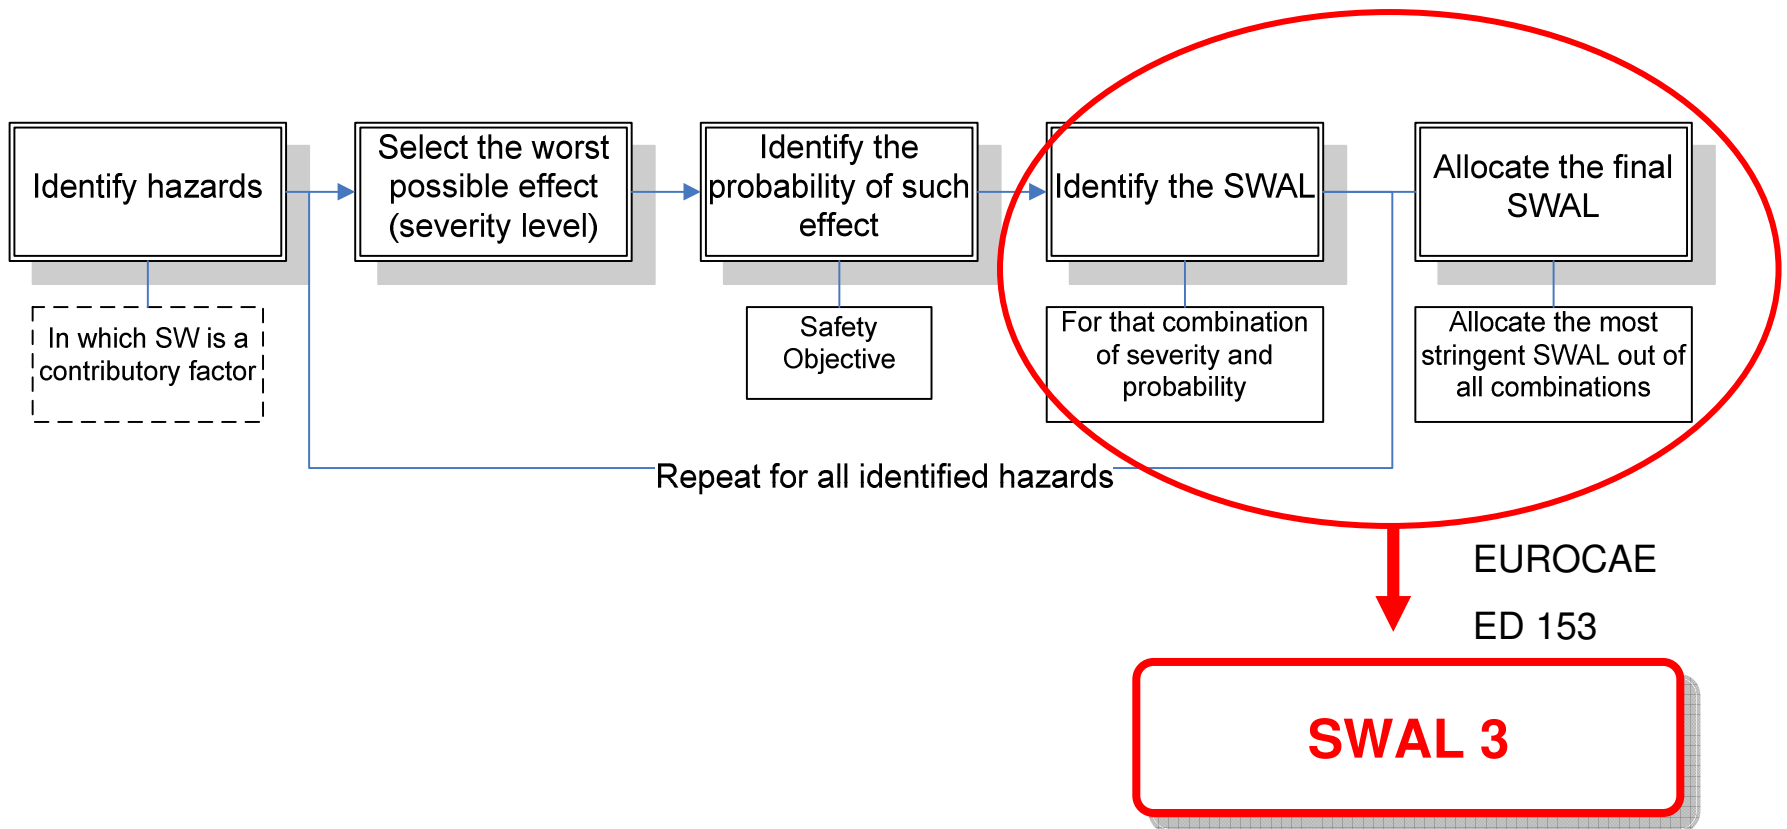 Identify hazards
Select the worst
possible effect
(severity level)
Identify the
probability of such
effect
Identify the SWAL
Allocate the final
SWAL
In which SW is a
contributory factor
Safety
Objective
For that combination
of severity and
probability
Allocate the most
stringent SWAL out of
all combinations
Repeat for all identified hazards
EUROCAE
ED 153
SWAL 3